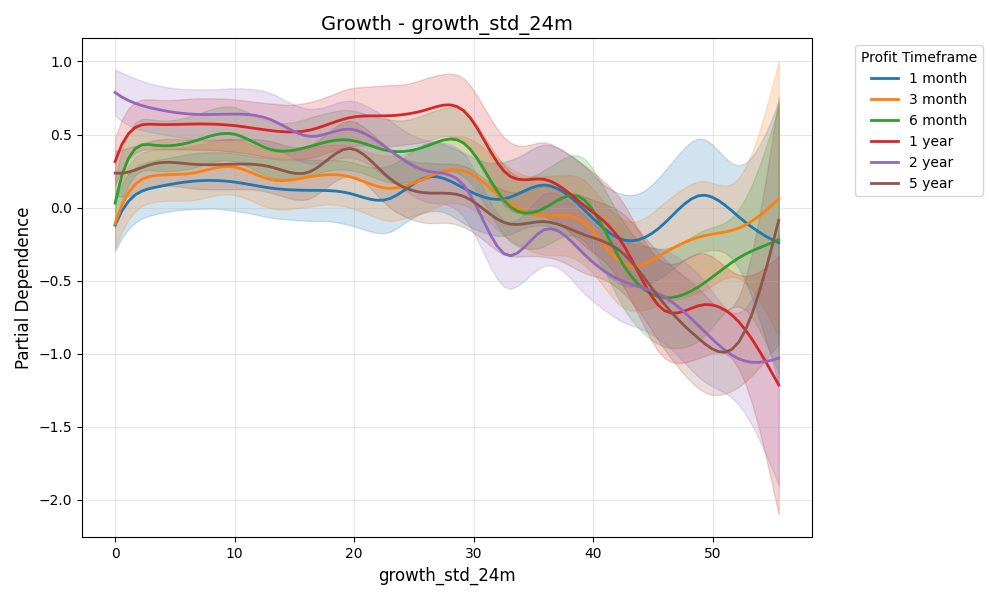 Growth - growth_std_24m
Profit Timeframe
1 month
3 month
6 month
1 year
2 year
5 year
Partial Dependence
1.0
0.5
0.0
−0.5
−1.0
−1.5
−2.0
0 10 20 30 40 50
growth_std_24m